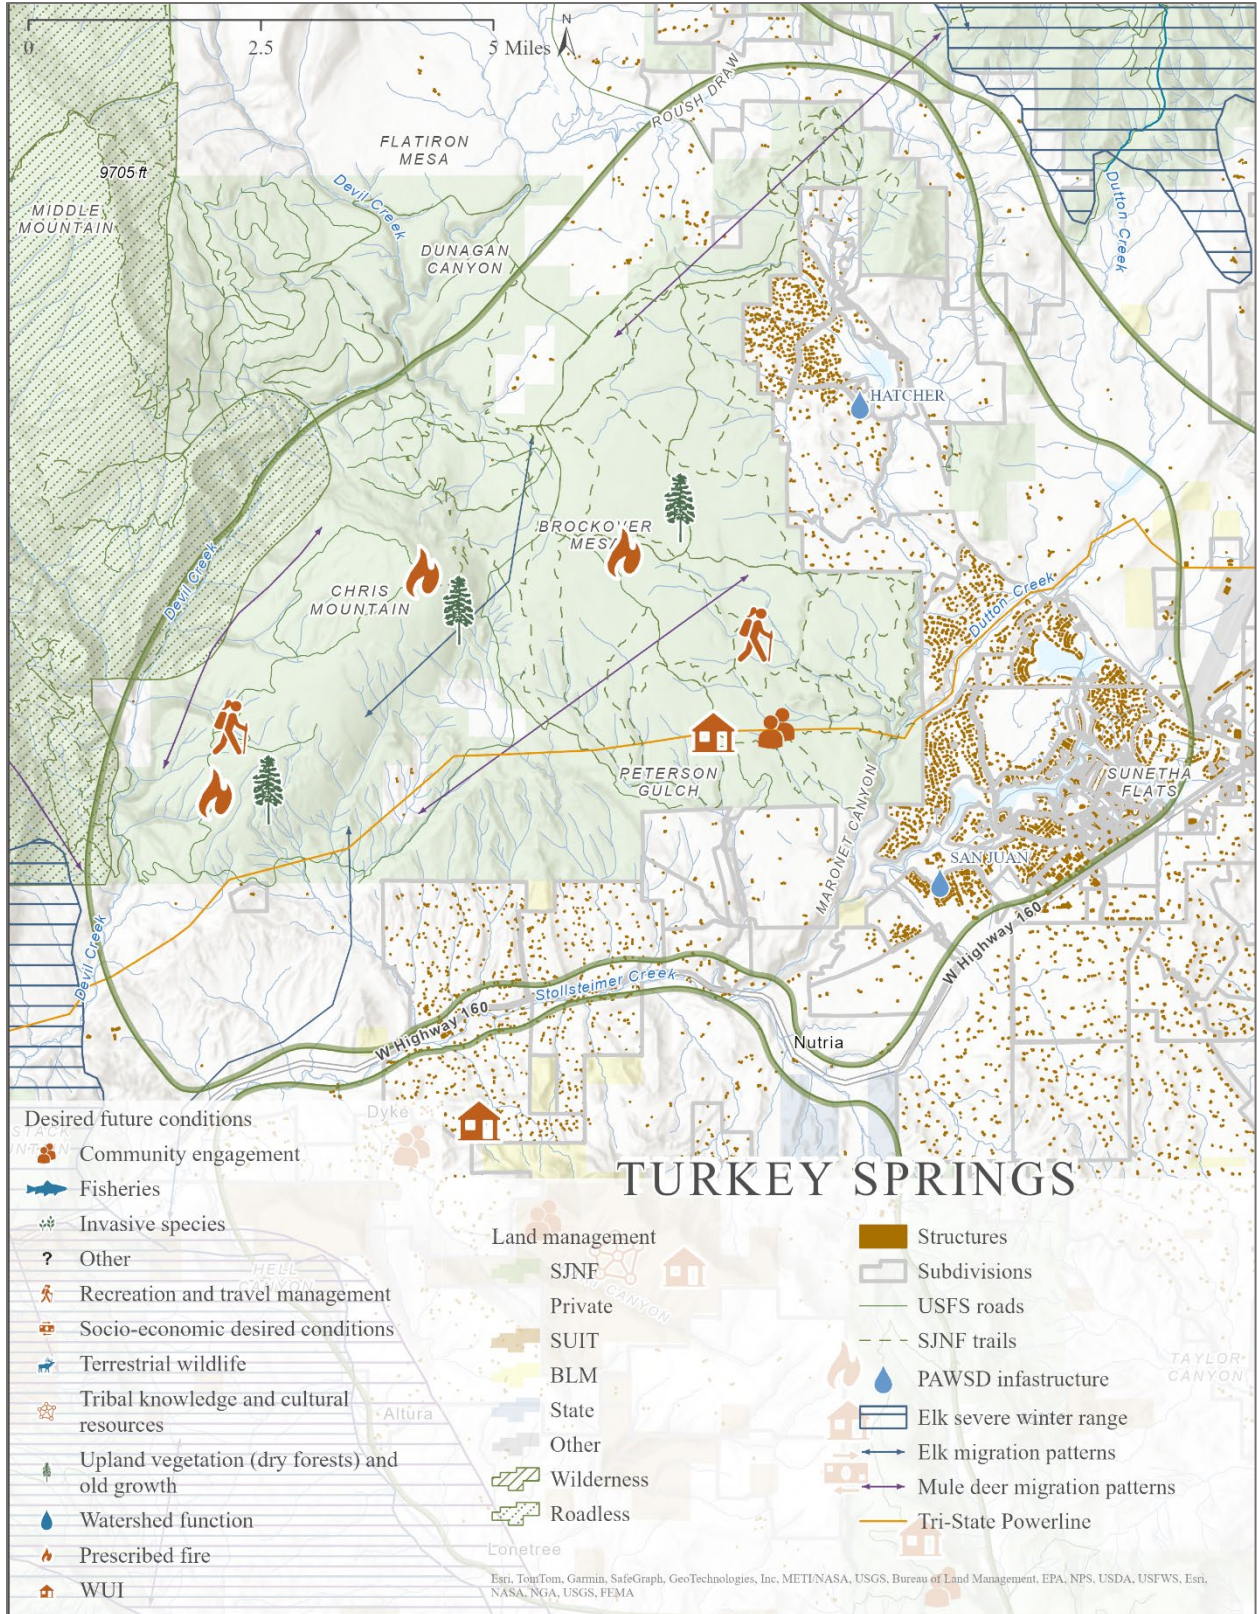 0 2.5 5 Miles N
ROUSH DRAW
FLATIRON
MESA
9705 ft
Devil Creek
MIDDLE
MOUNTAIN
Dutton Creek
DUNAGAN
CANYON
HATCHER
BROCKOVER
MESA
Devil Creek
CHRIS
MOUNTAIN
Dutton Creek
PETERSON
GULCH
SUNETHA
FLATS
MARONET CANYON
SAN JUAN
W Highway 160
Devil Creek
Stollsteimer Creek
W Highway 160
Nutria
Dyke
TURKEY SPRINGS
Desired future conditions
Community engagement
Fisheries
Invasive species
? Other
Recreation and travel management
Socio-economic desired conditions
Terrestrial wildlife
Tribal knowledge and cultural
resources
Upland vegetation (dry forests) and
old growth
Watershed function
Prescribed fire
WUI
HELL
CANYON
Altura
Lonetree
Land management
SJNF
Private
SUIT
BLM
State
Other
Wilderness
Roadless
Structures
Subdivisions
USFS roads
SJNF trails
PAWSD infastructure
Elk severe winter range
Elk migration patterns
Mule deer migration patterns
Tri-State Powerline
TAYLOR
CANYON
Esri, TomTom, Garmin, SafeGraph, GeoTechnologies, Inc, METI/NASA, USGS, Bureau of Land Management, EPA, NPS, USDA, USFWS, Esri,
NASA, NGA, USGS, FEMA